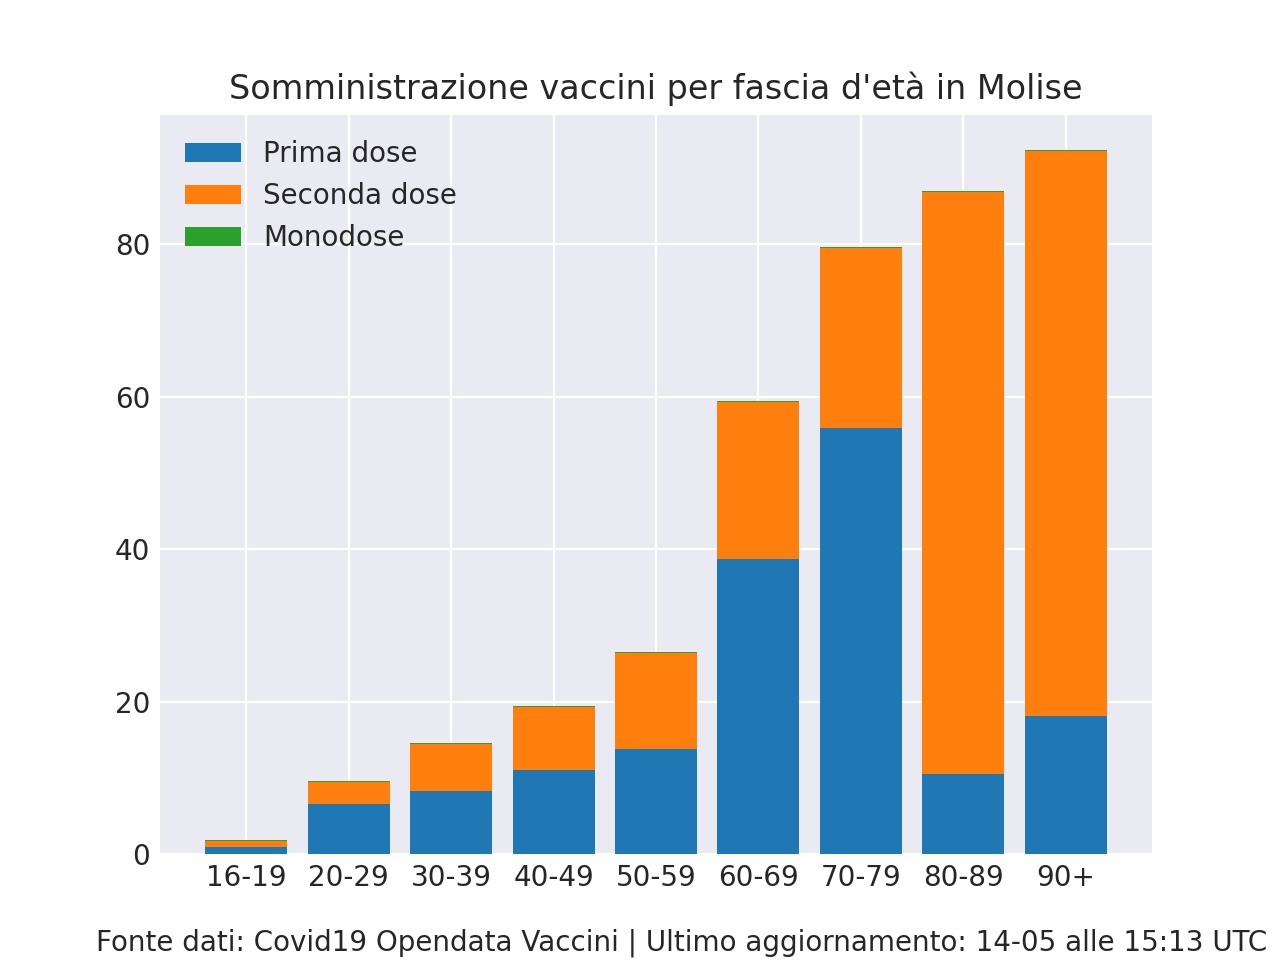 Somministrazione vaccini per fascia d'età in Molise
Prima dose
Seconda dose
Monodose
80
60
40
20
0
16-19 20-29 30-39 40-49 50-59 60-69 70-79 80-89 90+
Fonte dati: Covid19 Opendata Vaccini | Ultimo aggiornamento: 14-05 alle 15:13 UTC